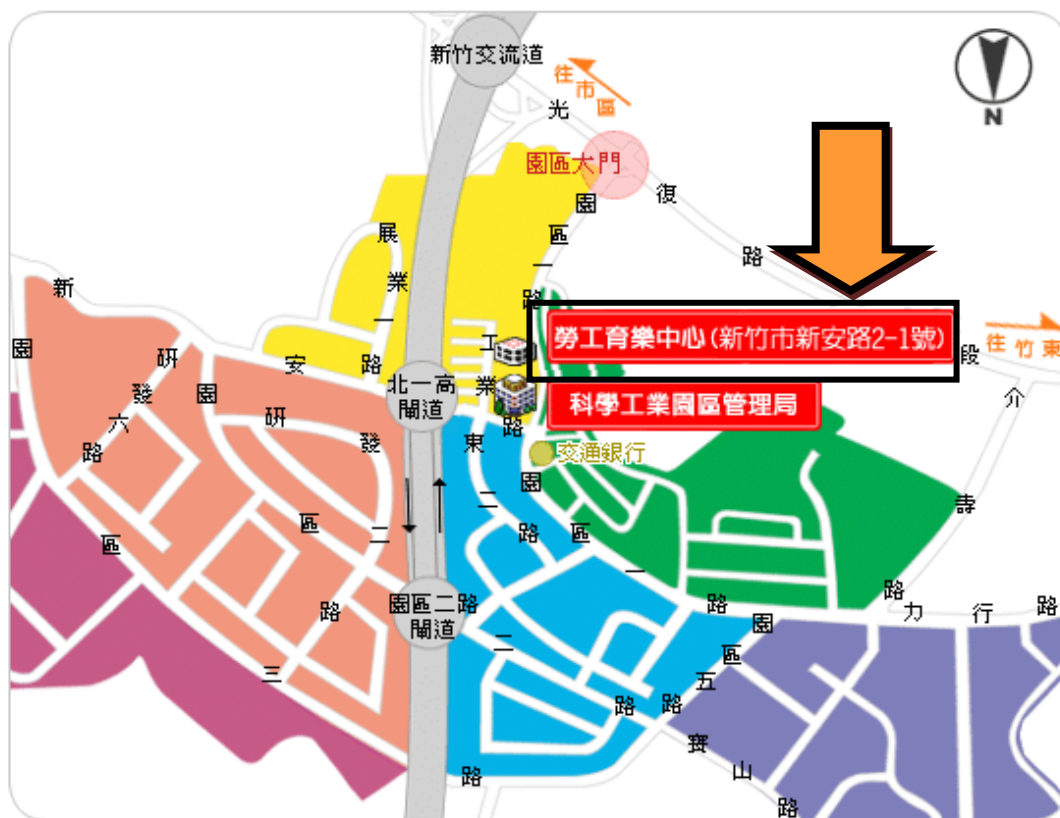 新竹交流道
往市區
N
園區大門
光復路一段
園區一路
展業一路
勞工育樂中心(新竹市新安路2-1號)
往竹東
新安路
工業東二路
北一高
閘道
科學工業園區管理局
介壽路
研發六路
研發二路
交通銀行
園區一路
園區二路
園區三路
園區二路
閘道
力行路
園區五路
寶山路